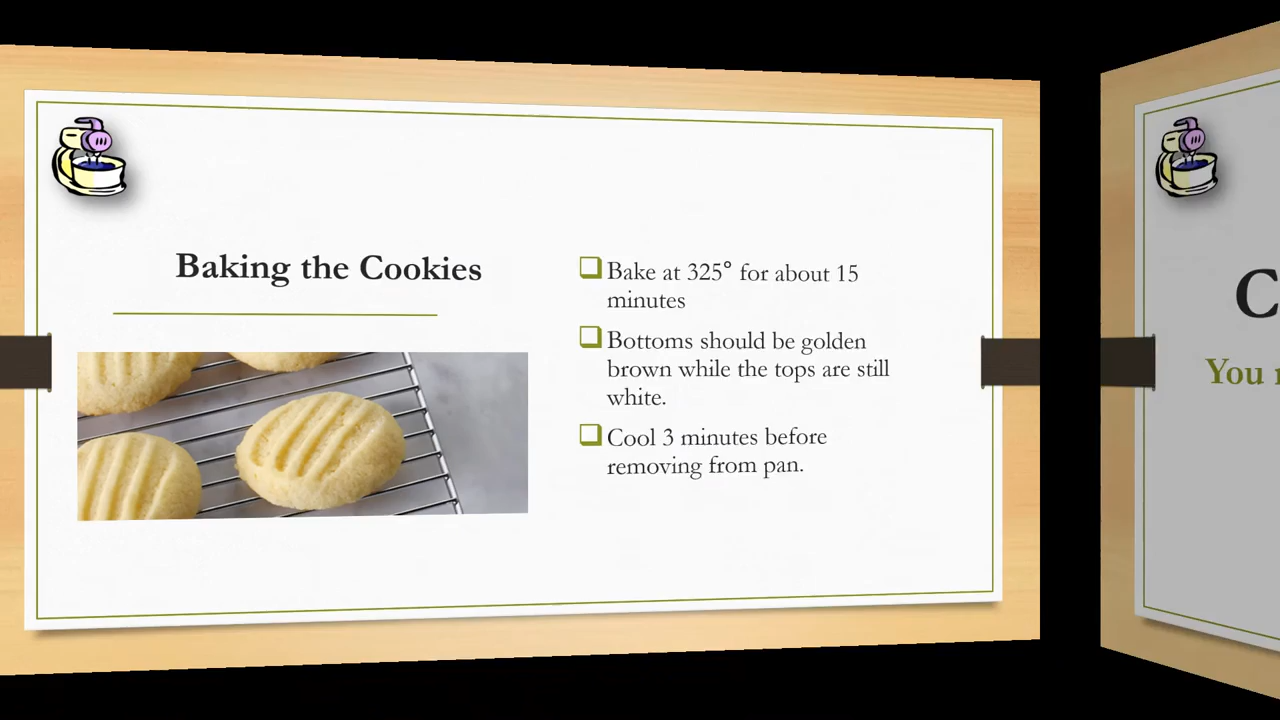 Baking the Cookies
Bake at 325° for about 15
minutes
Bottoms should be golden
brown while the tops are still
white.
Cool 3 minutes before
removing from pan.
You